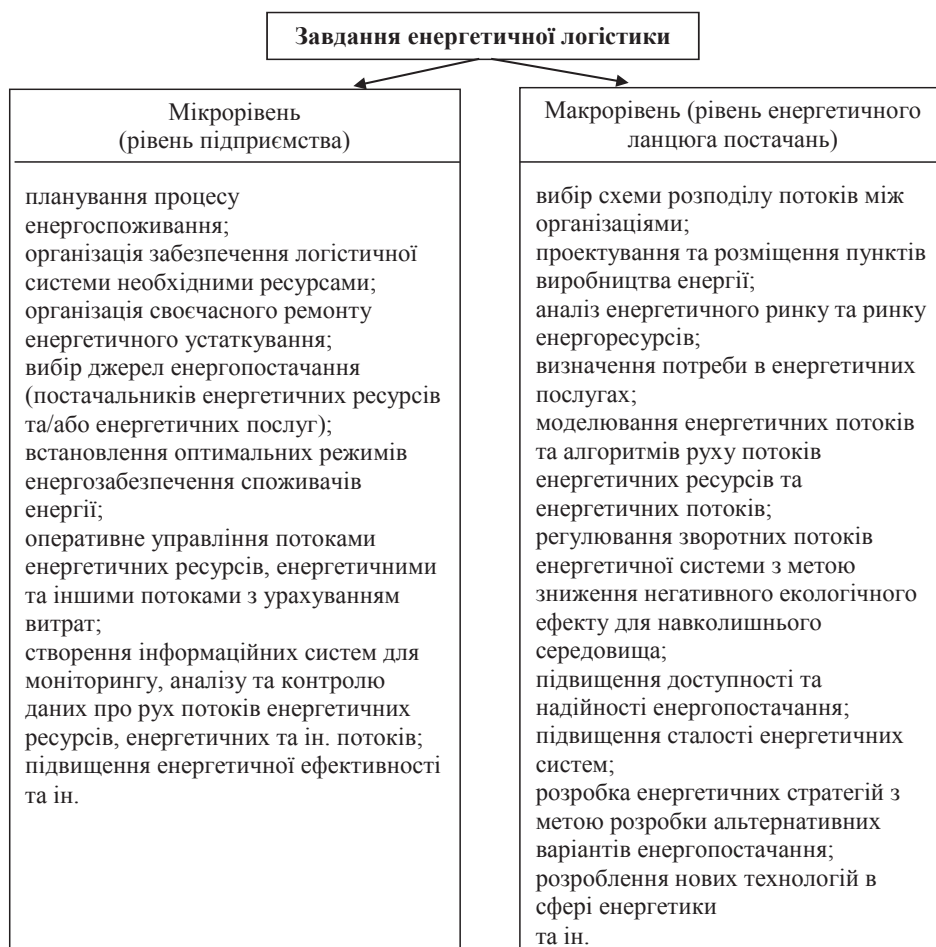 Завдання енергетичної логістики
Мікрорівень
(рівень підприємства)
планування процесу
енергоспоживання;
організація забезпечення логістичної
системи необхідними ресурсами;
організація своєчасного ремонту
енергетичного устаткування;
вибір джерел енергопостачання
(постачальників енергетичних ресурсів
та/або енергетичних послуг);
встановлення оптимальних режимів
енергозабезпечення споживачів
енергії;
оперативне управління потоками
енергетичних ресурсів, енергетичними
та іншими потоками з урахуванням
витрат;
створення інформаційних систем для
моніторингу, аналізу та контролю
даних про рух потоків енергетичних
ресурсів, енергетичних та ін. потоків;
підвищення енергетичної ефективності
та ін.
Макрорівень (рівень енергетичного
ланцюга постачань)
вибір схеми розподілу потоків між
організаціями;
проектування та розміщення пунктів
виробництва енергії;
аналіз енергетичного ринку та ринку
енергоресурсів;
визначення потреби в енергетичних
послугах;
моделювання енергетичних потоків
та алгоритмів руху потоків
енергетичних ресурсів та
енергетичних потоків;
регулювання зворотних потоків
енергетичної системи з метою
зниження негативного екологічного
ефекту для навколишнього
середовища;
підвищення доступності та
надійності енергопостачання;
підвищення сталості енергетичних
систем;
розробка енергетичних стратегій з
метою розробки альтернативних
варіантів енергопостачання;
розроблення нових технологій в
сфері енергетики
та ін.